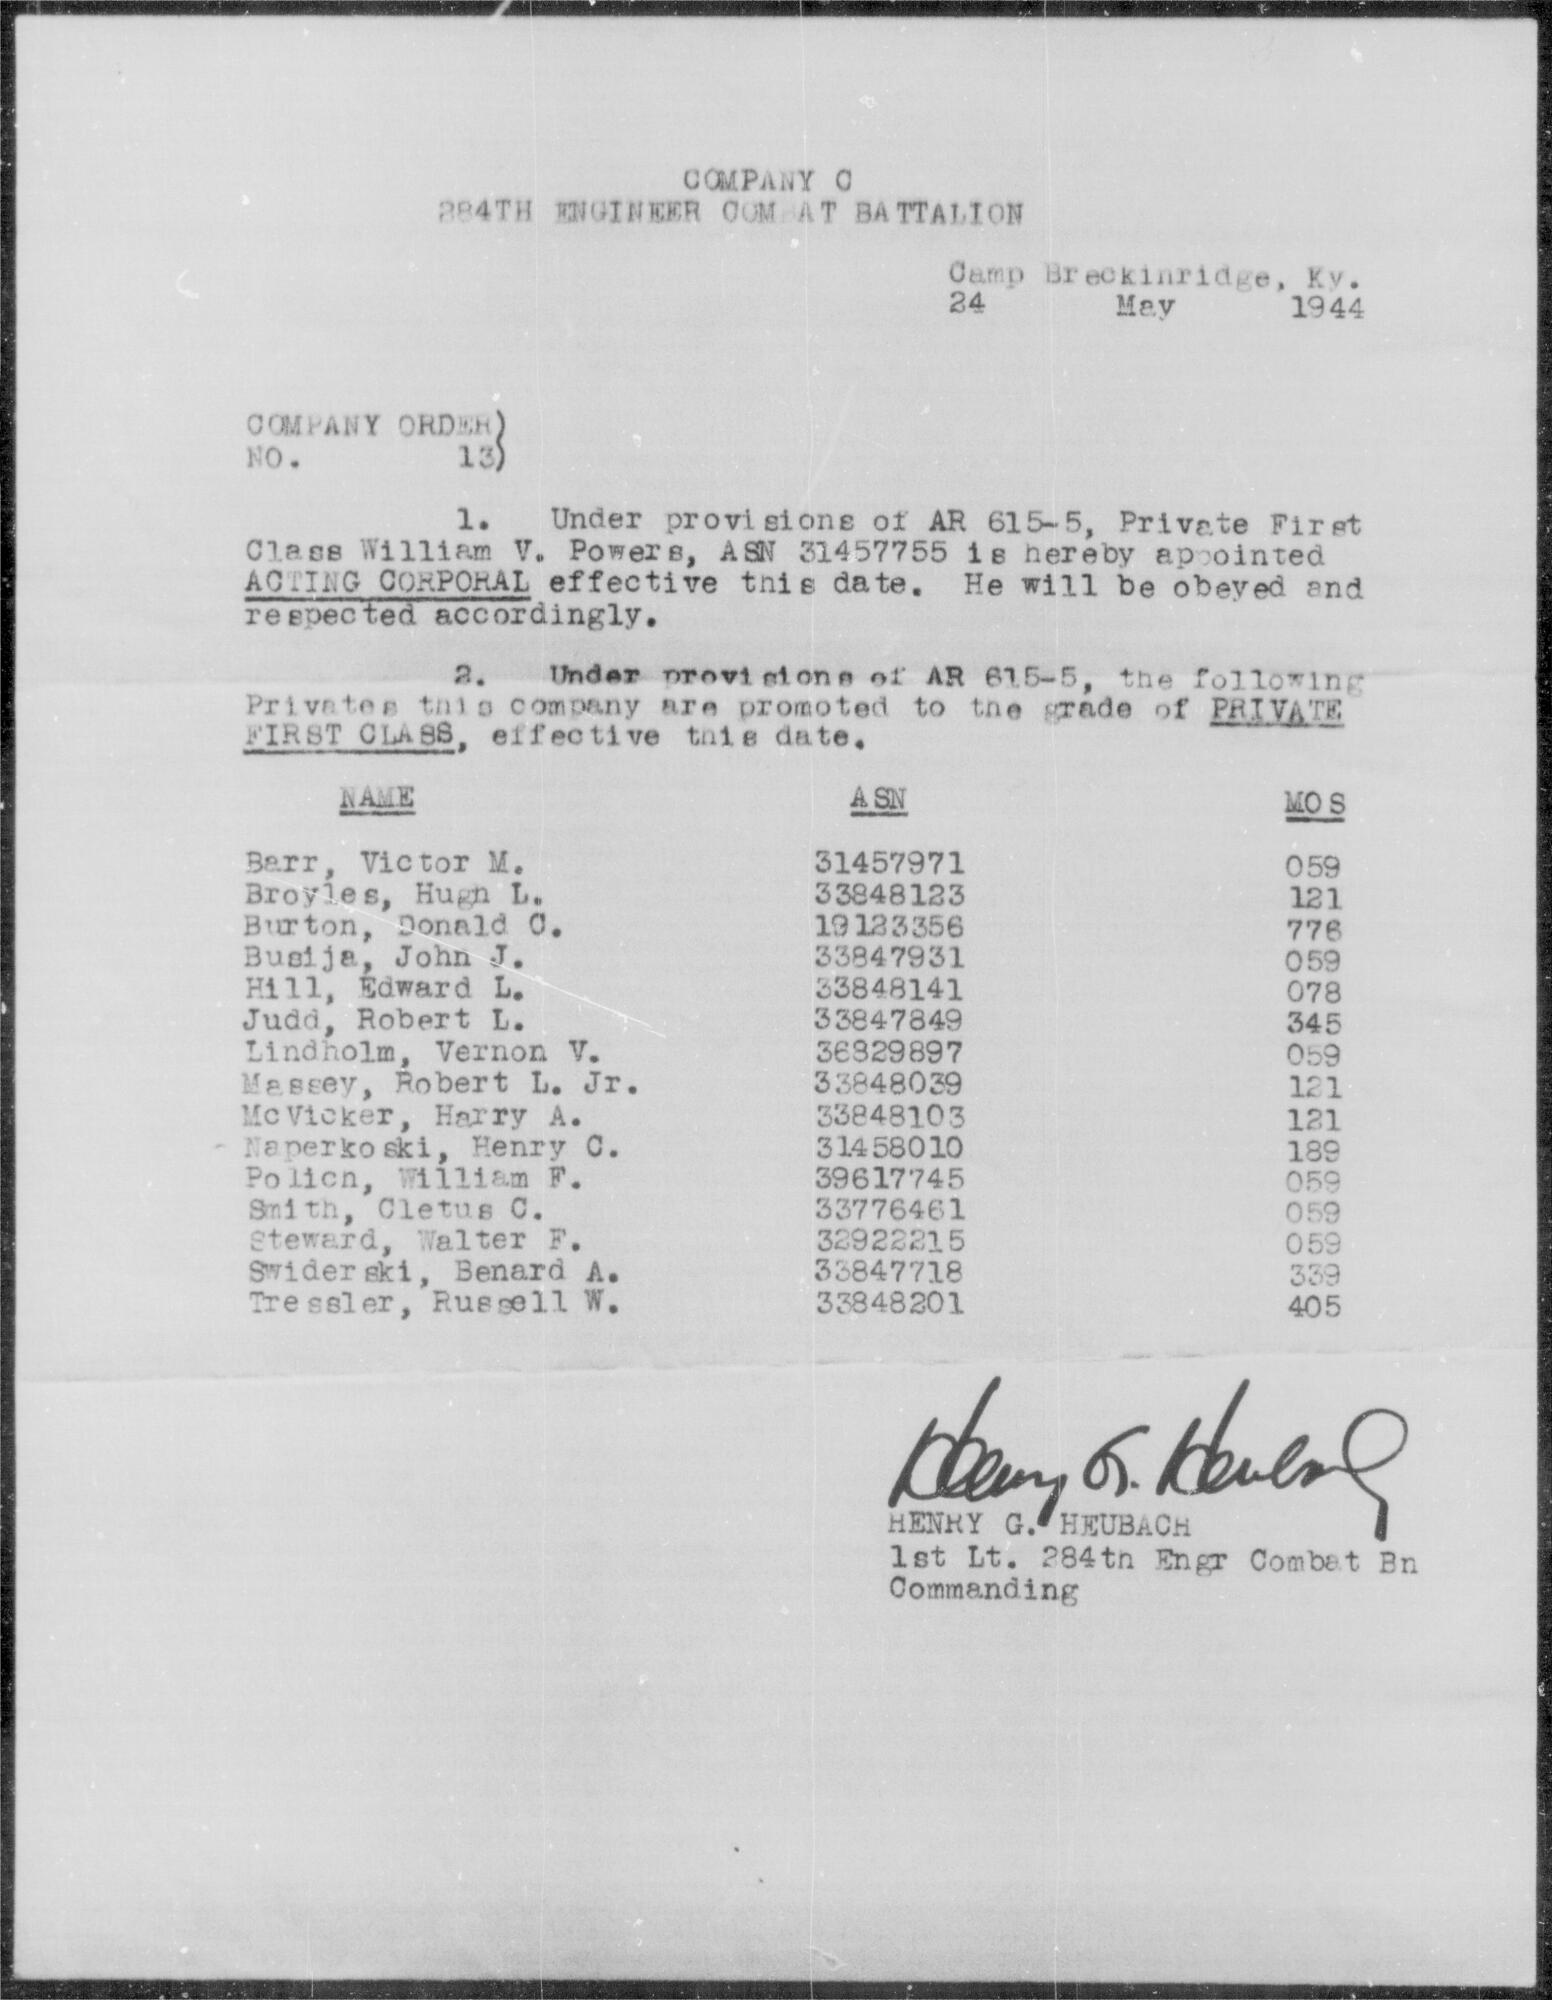 COMPANY C
284TH ENGINEER COMBAT BATTALION
Camp Breckinridge, Ky.
24 May 1944
COMPANY ORDER)
NO. 13)
1. Under provisions of AR 615-5, Private First
Class William V. Powers, ASN 31457755 is hereby appointed
ACTING CORPORAL effective this date. He will be obeyed and
respected accordingly.
2. Under provisions of AR 615-5, the following
Privates this company are promoted to the grade of PRIVATE
FIRST CLASS, effective this date.
NAME ASN MOS
Barr, Victor M. 31457971 059
Broyles, Hugh L. 33848123 121
Burton, Donald C. 19123356 776
Busija, John J. 33847931 059
Hill, Edward L. 33848141 078
Judd, Robert L. 33847849 345
Lindholm, Vernon V. 36829897 059
Massey, Robert L. Jr. 33848039 121
McVicker, Harry A. 33848103 121
Naperkoski, Henry C. 31458010 189
Polich, William F. 39617745 059
Smith, Cletus C. 33776461 059
Steward, Walter F. 32922215 059
Swiderski, Benard A. 33847718 339
Tressler, Russell W. 33848201 405
Henry G. Heubach
HENRY G. HEUBACH
1st Lt. 284th Engr Combat Bn
Commanding